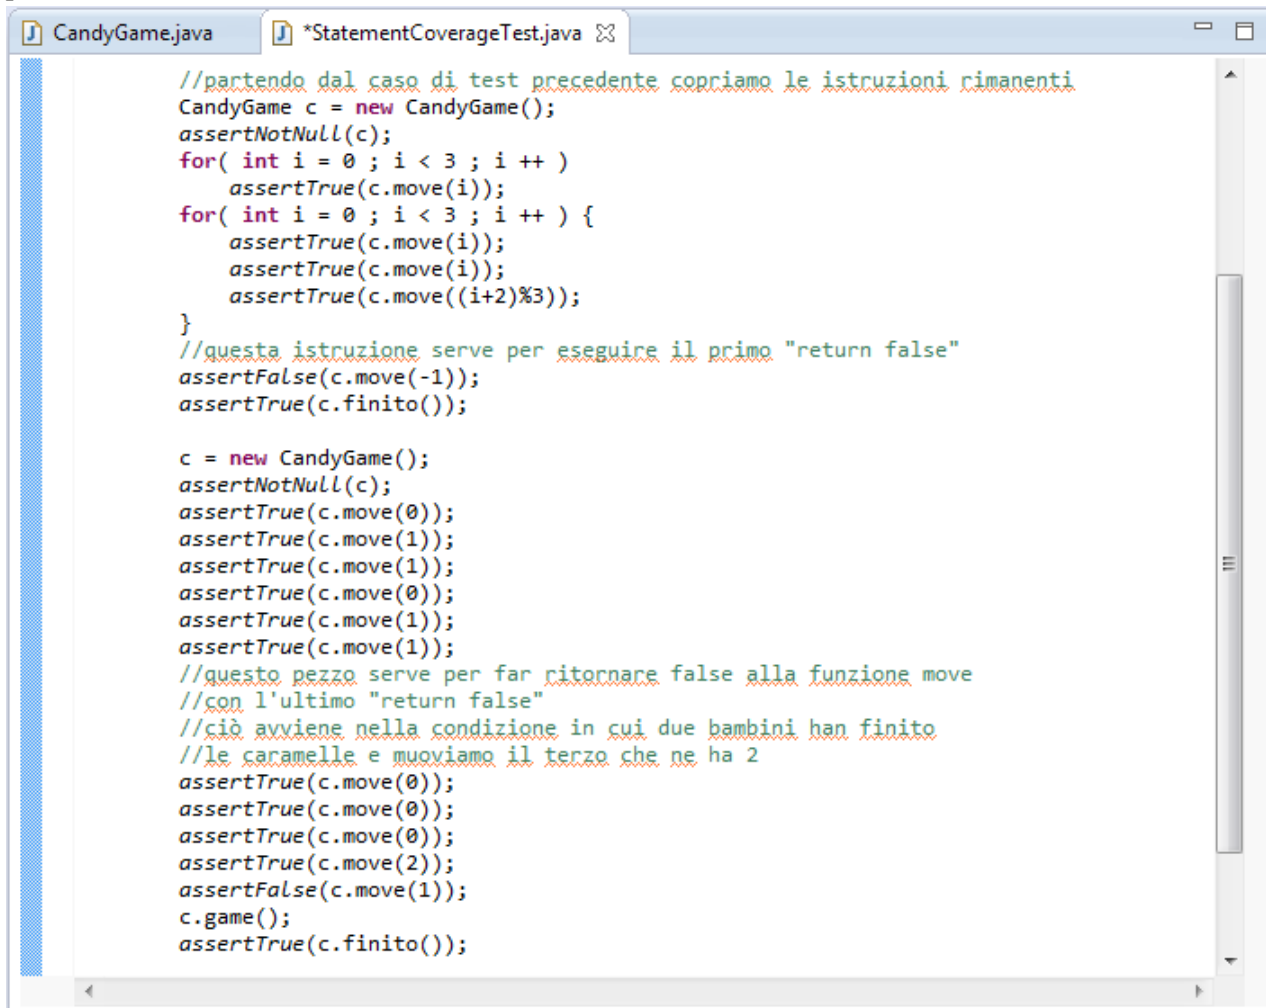 CandyGame.java *StatementCoverageTest.java
//partendo dal caso di test precedente copriamo le istruzioni rimanenti
CandyGame c = new CandyGame();
assertNotNull(c);
for( int i = 0 ; i < 3 ; i ++ )
    assertTrue(c.move(i));
for( int i = 0 ; i < 3 ; i ++ ) {
    assertTrue(c.move(i));
    assertTrue(c.move(i));
    assertTrue(c.move((i+2)%3));
}
//questa istruzione serve per eseguire il primo "return false"
assertFalse(c.move(-1));
assertTrue(c.finito());

c = new CandyGame();
assertNotNull(c);
assertTrue(c.move(0));
assertTrue(c.move(1));
assertTrue(c.move(1));
assertTrue(c.move(0));
assertTrue(c.move(1));
assertTrue(c.move(1));
//questo pezzo serve per far ritornare false alla funzione move
//con l'ultimo "return false"
//ciò avviene nella condizione in cui due bambini han finito
//le caramelle e muoviamo il terzo che ne ha 2
assertTrue(c.move(0));
assertTrue(c.move(0));
assertTrue(c.move(0));
assertTrue(c.move(2));
assertFalse(c.move(1));
c.game();
assertTrue(c.finito());